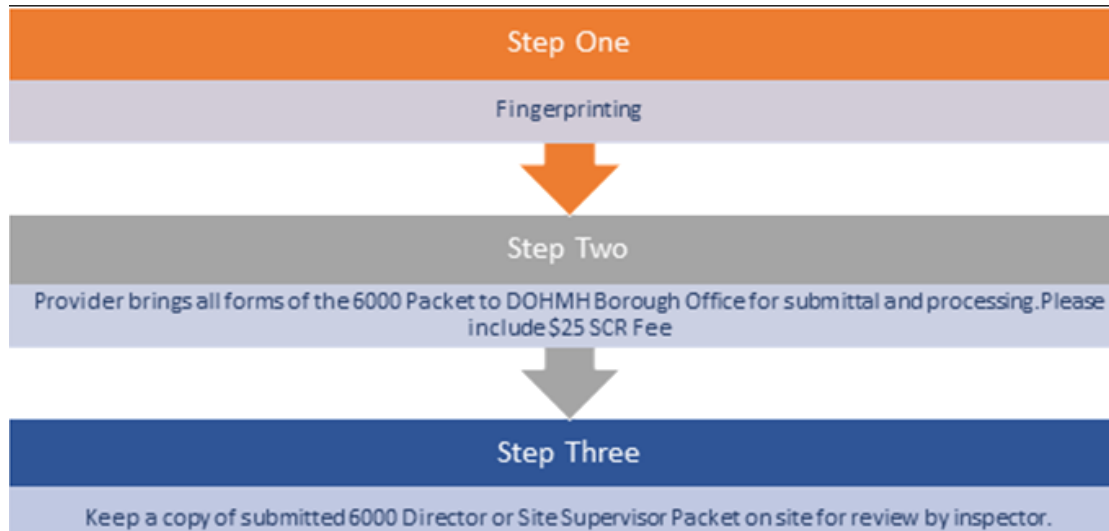 Step One
Fingerprinting
Step Two
Provider brings all forms of the 6000 Packet to DOHMH Borough Office for submittal and processing.Please
include $25 SCR Fee
Step Three
Keep a copy of submitted 6000 Director or Site Supervisor Packet on site for review by inspector.